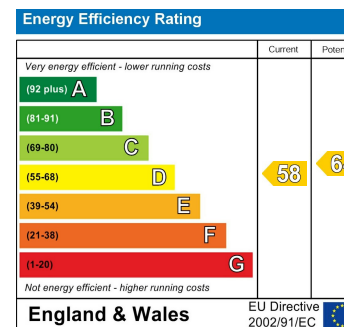 Energy Efficiency Rating
Current
Very energy efficient - lower running costs
(92 plus) A
(81-91) B
(69-80) C
(55-68) D
58
(39-54) E
(21-38) F
(1-20) G
Not energy efficient - higher running costs
England & Wales
EU Directive
2002/91/EC